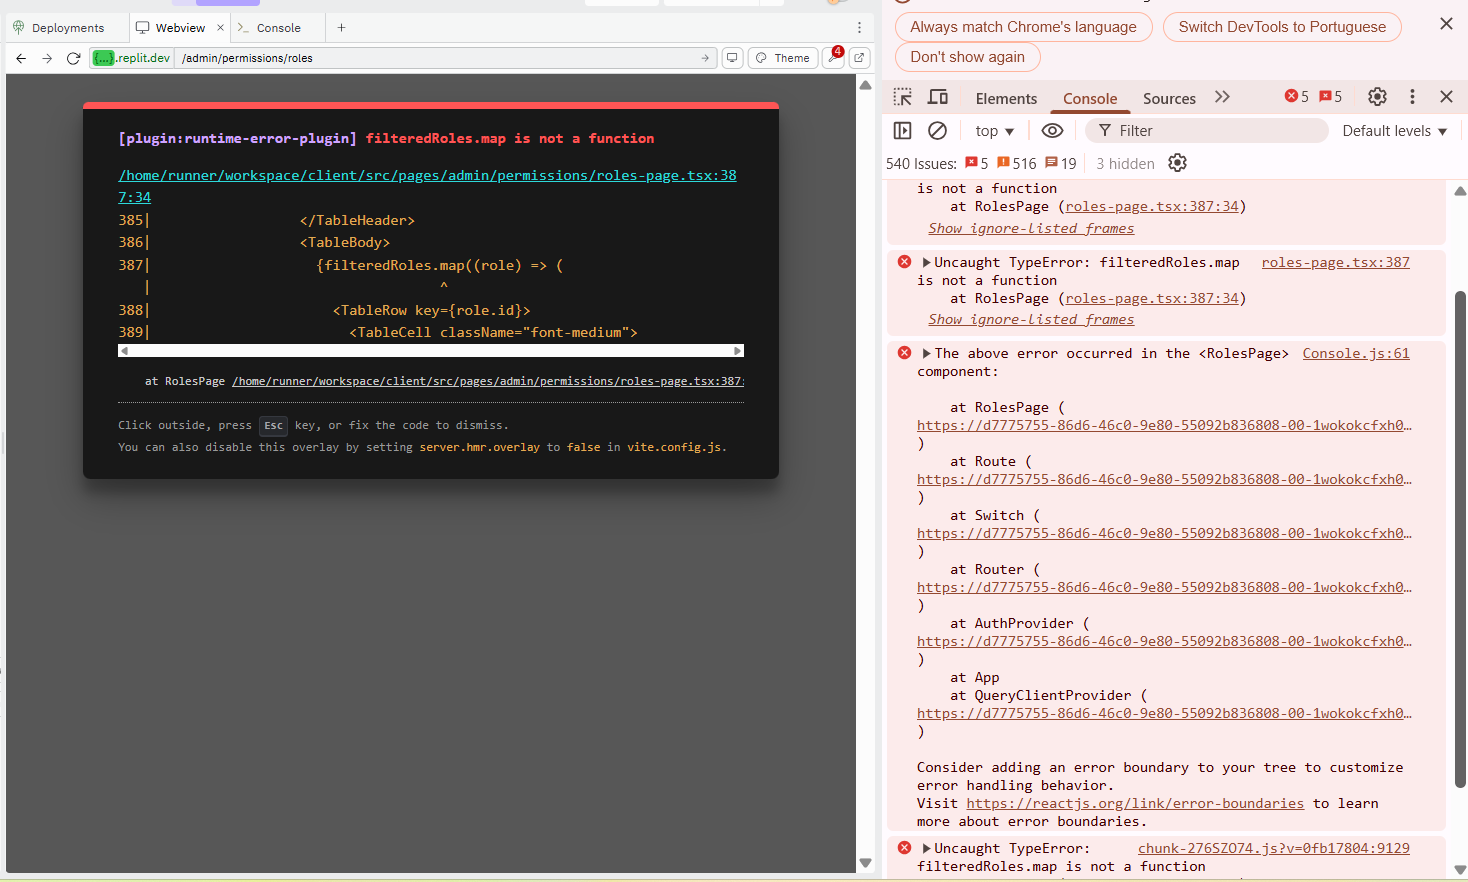 Deployments
Webview ×
>_ Console
+
{...}.replit.dev /admin/permissions/roles
Theme
4
[plugin:runtime-error-plugin] filteredRoles.map is not a function
/home/runner/workspace/client/src/pages/admin/permissions/roles-page.tsx:38
7:34
385| </TableHeader>
386| <TableBody>
387| {filteredRoles.map((role) => (
| ^
388| <TableRow key={role.id}>
389| <TableCell className="font-medium">
at RolesPage /home/runner/workspace/client/src/pages/admin/permissions/roles-page.tsx:387:
Click outside, press Esc key, or fix the code to dismiss.
You can also disable this overlay by setting server.hmr.overlay to false in vite.config.js.
Always match Chrome's language
Switch DevTools to Portuguese
Don't show again
Elements Console Sources 5 5
top Filter Default levels
540 Issues: 5 516 19 3 hidden
is not a function
at RolesPage (roles-page.tsx:387:34)
Show ignore-listed frames
Uncaught TypeError: filteredRoles.map roles-page.tsx:387
is not a function
at RolesPage (roles-page.tsx:387:34)
Show ignore-listed frames
The above error occurred in the <RolesPage> Console.js:61
component:
at RolesPage (
https://d7775755-86d6-46c0-9e80-55092b836808-00-1wokokcfxh0…
)
at Route (
https://d7775755-86d6-46c0-9e80-55092b836808-00-1wokokcfxh0…
)
at Switch (
https://d7775755-86d6-46c0-9e80-55092b836808-00-1wokokcfxh0…
)
at Router (
https://d7775755-86d6-46c0-9e80-55092b836808-00-1wokokcfxh0…
)
at AuthProvider (
https://d7775755-86d6-46c0-9e80-55092b836808-00-1wokokcfxh0…
)
at App
at QueryClientProvider (
https://d7775755-86d6-46c0-9e80-55092b836808-00-1wokokcfxh0…
)
Consider adding an error boundary to your tree to customize
error handling behavior.
Visit https://reactjs.org/link/error-boundaries to learn
more about error boundaries.
Uncaught TypeError: chunk-276SZO74.js?v=0fb17804:9129
filteredRoles.map is not a function